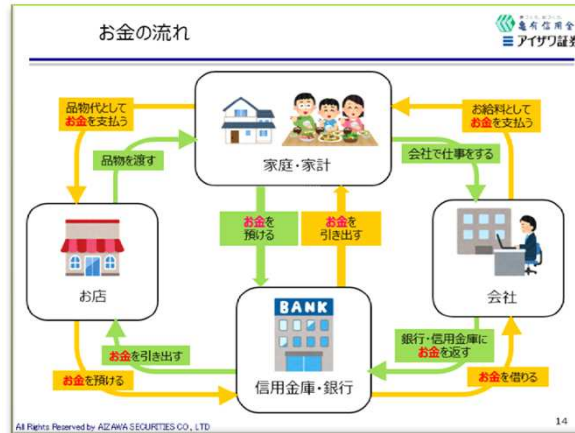 お金の流れ
亀有信用金庫
アイザワ証券
品物代として
お金を支払う
お給料として
お金を支払う
品物を渡す
家庭・家計
会社で仕事をする
お金を
預ける
お金を
引き出す
お店
会社
BANK
銀行・信用金庫に
お金を返す
お金を引き出す
お金を預ける
信用金庫・銀行
お金を借りる
All Rights Reserved by AIZAWA SECURITIES CO., LTD
14